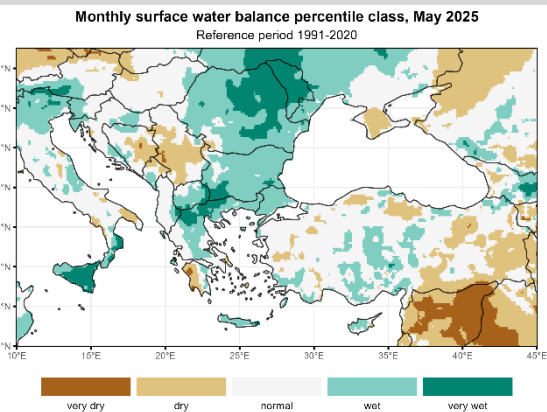 Monthly surface water balance percentile class, May 2025
Reference period 1991-2020
°N
°N
°N
°N
°N
°N
°N
°N
10°E 15°E 20°E 25°E 30°E 35°E 40°E 45°E
very dry dry normal wet very wet